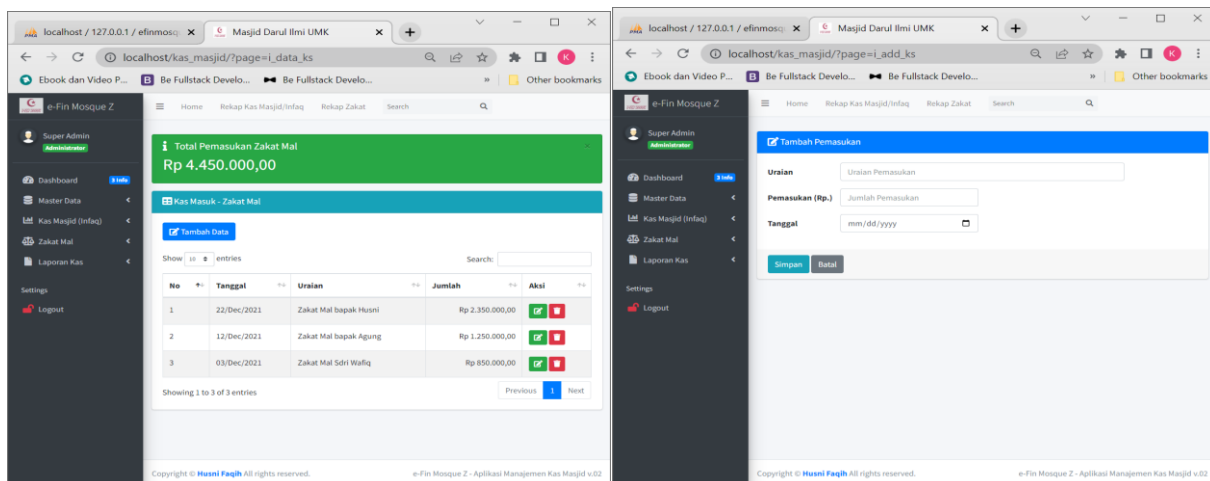 localhost / 127.0.0.1 / efinmosq
Masjid Darul Ilmi UMK
localhost/kas_masjid/?page=i_data_ks
K
Ebook dan Video P...
B Be Fullstack Develo...
Be Fullstack Develo...
»
Other bookmarks
e-Fin Mosque Z
Home
Rekap Kas Masjid/Infaq
Rekap Zakat
Search
Super Admin
Administrator
Dashboard
3 Info
Master Data
Kas Masjid (Infaq)
Zakat Mal
Laporan Kas
Settings
Logout
Total Pemasukan Zakat Mal
Rp 4.450.000,00
Kas Masuk - Zakat Mal
Tambah Data
Show 10 entries
Search:
No Tanggal Uraian Jumlah Aksi
1 22/Dec/2021 Zakat Mal bapak Husni Rp 2.350.000,00
2 12/Dec/2021 Zakat Mal bapak Agung Rp 1.250.000,00
3 03/Dec/2021 Zakat Mal Sdri Wafiq Rp 850.000,00
Showing 1 to 3 of 3 entries
Previous 1 Next
Copyright © Husni Faqih All rights reserved.
e-Fin Mosque Z - Aplikasi Manajemen Kas Masjid v.02
localhost / 127.0.0.1 / efinmosq
Masjid Darul Ilmi UMK
localhost/kas_masjid/?page=i_add_ks
K
Ebook dan Video P...
B Be Fullstack Develo...
Be Fullstack Develo...
»
Other bookmarks
e-Fin Mosque Z
Home
Rekap Kas Masjid/Infaq
Rekap Zakat
Search
Super Admin
Administrator
Dashboard
3 Info
Master Data
Kas Masjid (Infaq)
Zakat Mal
Laporan Kas
Settings
Logout
Tambah Pemasukan
Uraian
Uraian Pemasukan
Pemasukan (Rp.)
Jumlah Pemasukan
Tanggal
mm/dd/yyyy
Simpan
Batal
Copyright © Husni Faqih All rights reserved.
e-Fin Mosque Z - Aplikasi Manajemen Kas Masjid v.02